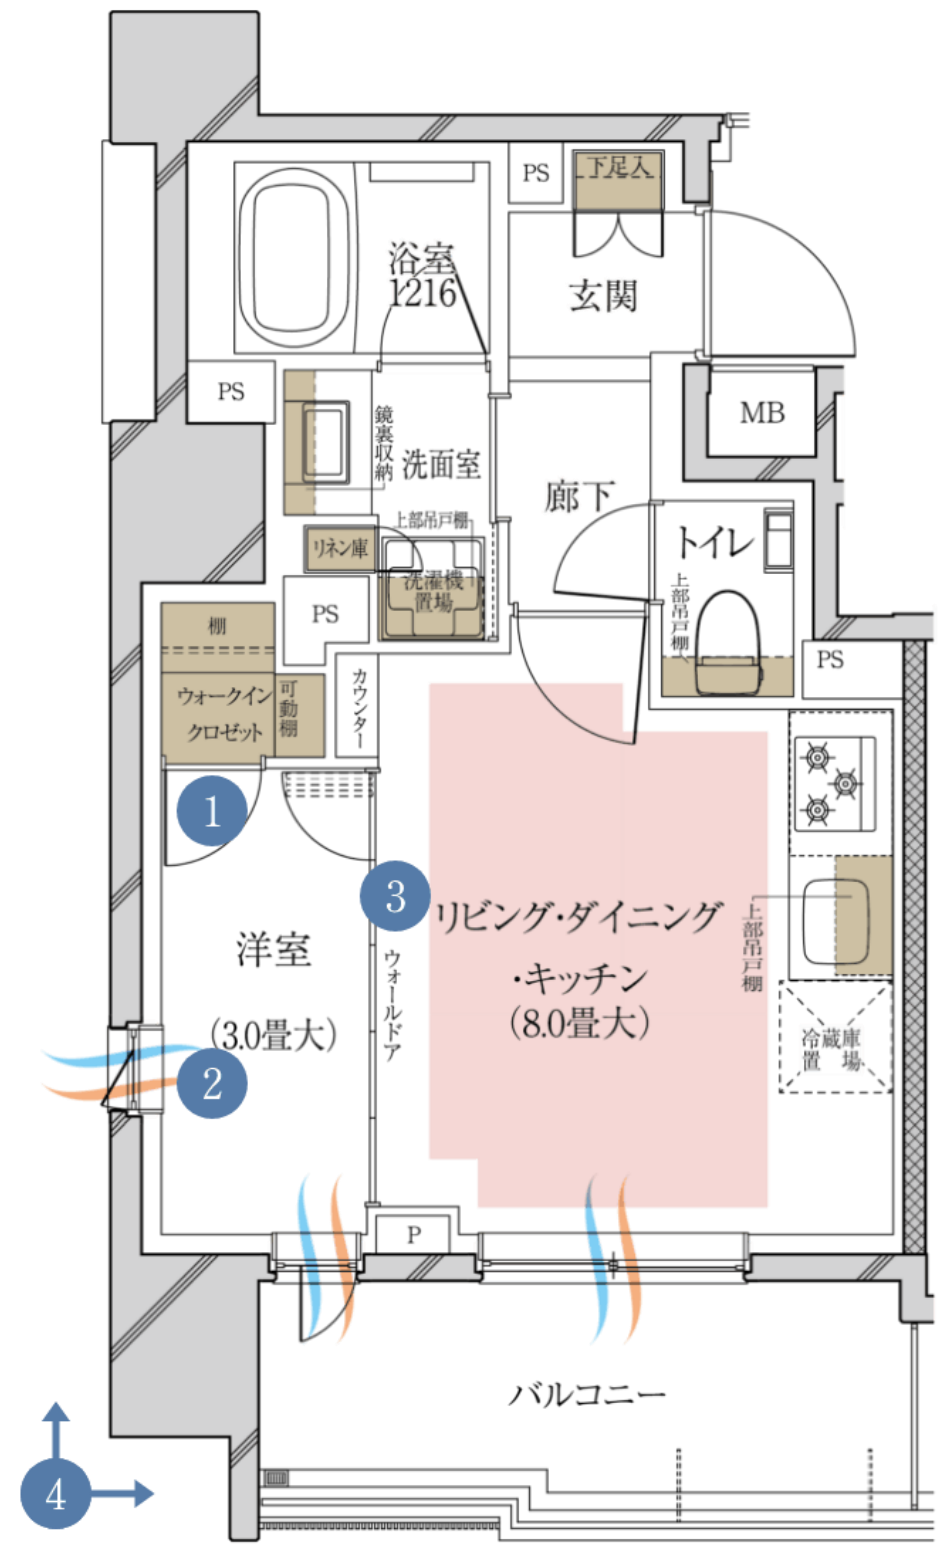 PS
下足入
浴室
1216
玄関
PS
MB
鏡裏収納
洗面室
廊下
上部吊戸棚
トイレ
リネン庫
洗濯機
置場
上部吊戸棚
棚
PS
PS
ウォークイン
クロゼット
可動棚
カウンター
1
3
リビング・ダイニング
・キッチン
(8.0畳大)
上部吊戸棚
洋室
(3.0畳大)
ウォールドア
冷蔵庫
置場
2
P
バルコニー
4